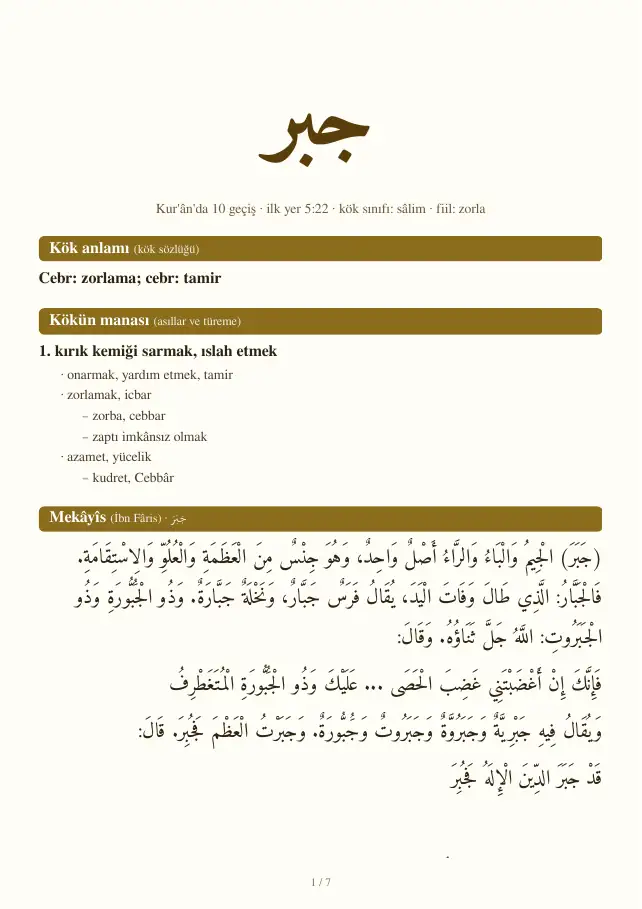 جبر
Kur'ân'da 10 geçiş · ilk yer 5:22 · kök sınıfı: sâlim · fiil: zorla
Kök anlamı (kök sözlüğü)
Cebr: zorlama; cebr: tamir
Kökün manası (asıllar ve türeme)
1. kırık kemiği sarmak, ıslah etmek
· onarmak, yardım etmek, tamir
· zorlamak, icbar
– zorba, cebbar
– zaptı imkânsız olmak
· azamet, yücelik
– kudret, Cebbâr
Mekâyîs (İbn Fâris) · جَبَرَ
(جَبَرَ) الْجِيمُ وَالْبَاءُ وَالرَّاءُ أَصْلٌ وَاحِدٌ، وَهُوَ جِنْسٌ مِنَ الْعَظَمَةِ وَالْعُلُوِّ وَالِاسْتِقَامَةِ.
فَالْجَبَّارُ: الَّذِي طَالَ وَفَاتَ الْيَدَ، يُقَالُ فَرَسٌ جَبَّارٌ، وَنَخْلَةٌ جَبَّارَةٌ. وَذُو الْجُبُّورَةِ وَذُو
الْجَبَرُوتِ: اللَّهُ جَلَّ ثَنَاؤُهُ. وَقَالَ:
فَإِنَّكَ إِنْ أَغْضَبْتَنِي غَضِبَ الْحَصَى ... عَلَيْكَ وَذُو الْجُبُّورَةِ الْمُتَغَطْرِفُ
وَيُقَالُ فِيهِ جَبْرِيَّةٌ وَجَبَرُوَّةٌ وَجَبَرُوتٌ وَجُبُّورَةٌ. وَجَبَرْتُ الْعَظْمَ فَجُبِرَ. قَالَ:
قَدْ جَبَرَ الدِّينَ الْإِلَهُ فَجُبِرَ
1 / 7